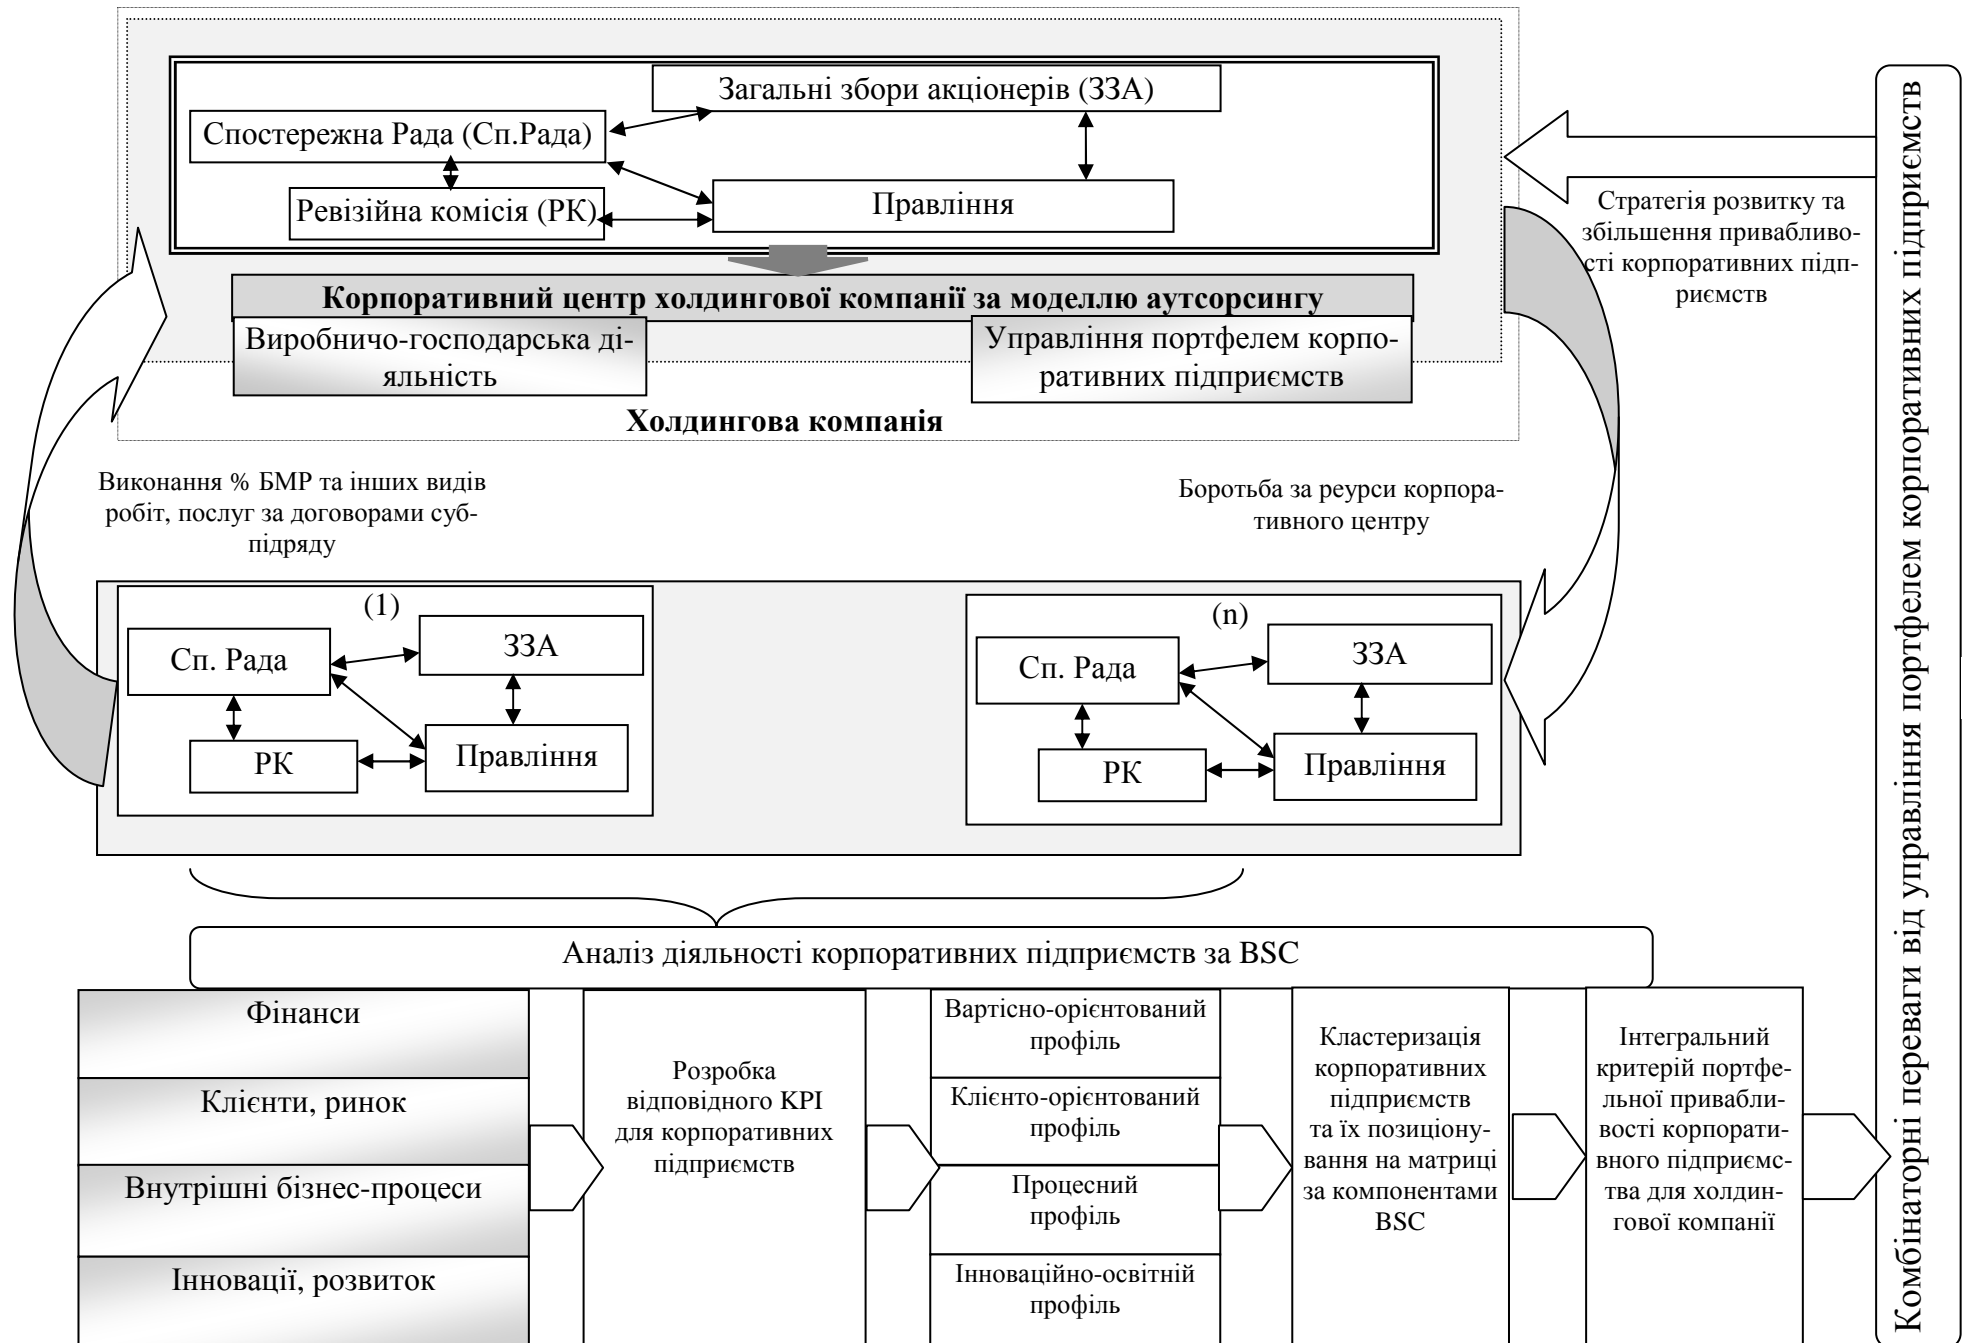 Загальні збори акціонерів (ЗЗА)
Спостережна Рада (Сп.Рада)
Ревізійна комісія (РК)
Правління
Корпоративний центр холдингової компанії за моделлю аутсорсингу
Виробничо-господарська ді-
яльність
Управління портфелем корпо-
ративних підприємств
Холдингова компанія
Стратегія розвитку та
збільшення привабливо-
сті корпоративних підп-
риємств
Виконання % БМР та інших видів
робіт, послуг за договорами суб-
підряду
Боротьба за реурси корпора-
тивного центру
(1)
Сп. Рада
ЗЗА
РК
Правління
(n)
Сп. Рада
ЗЗА
РК
Правління
Аналіз діяльності корпоративних підприємств за BSC
Фінанси
Клієнти, ринок
Внутрішні бізнес-процеси
Інновації, розвиток
Розробка
відповідного KPI
для корпоративних
підприємств
Вартісно-орієнтований
профіль
Клієнто-орієнтований
профіль
Процесний
профіль
Інноваційно-освітній
профіль
Кластеризація
корпоративних
підприємств
та їх позиціону-
вання на матриці
за компонентами
BSC
Інтегральний
критерій портфе-
льної привабли-
вості корпорати-
вного підприємс-
тва для холдин-
гової компанії
Комбінаторні переваги від управління портфелем корпоративних підприємств